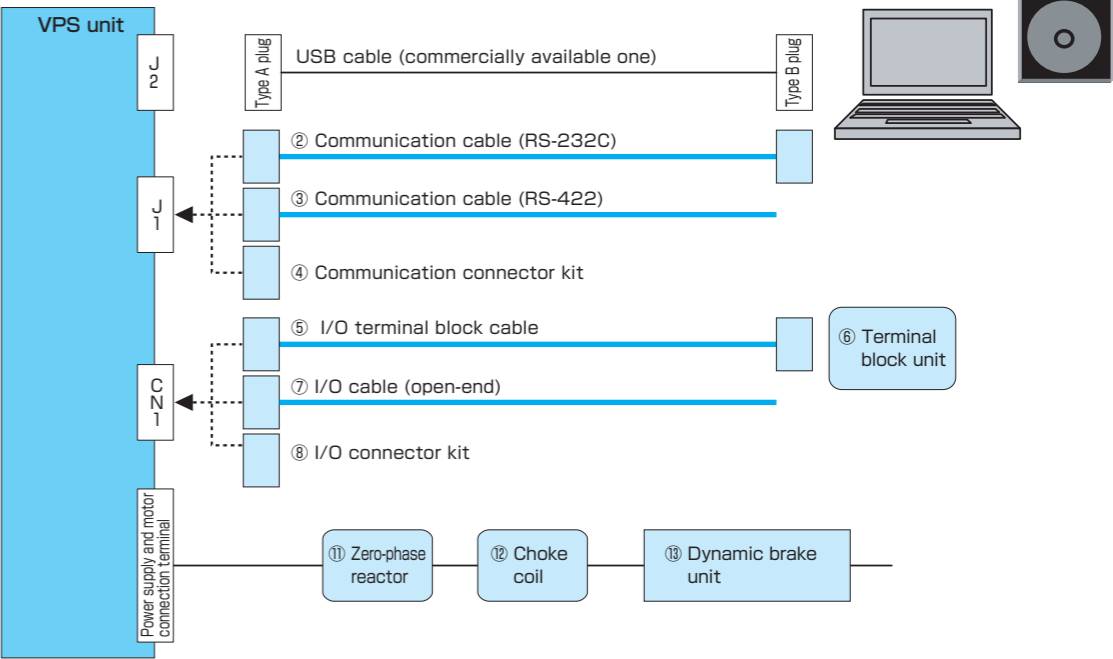 VPS unit
J2
Type A plug
USB cable (commercially available one)
Type B plug
② Communication cable (RS-232C)
J1
③ Communication cable (RS-422)
④ Communication connector kit
⑤ I/O terminal block cable
⑥ Terminal
block unit
CN1
⑦ I/O cable (open-end)
⑧ I/O connector kit
Power supply and motor
connection terminal
⑪ Zero-phase
reactor
⑫ Choke
coil
⑬ Dynamic brake
unit